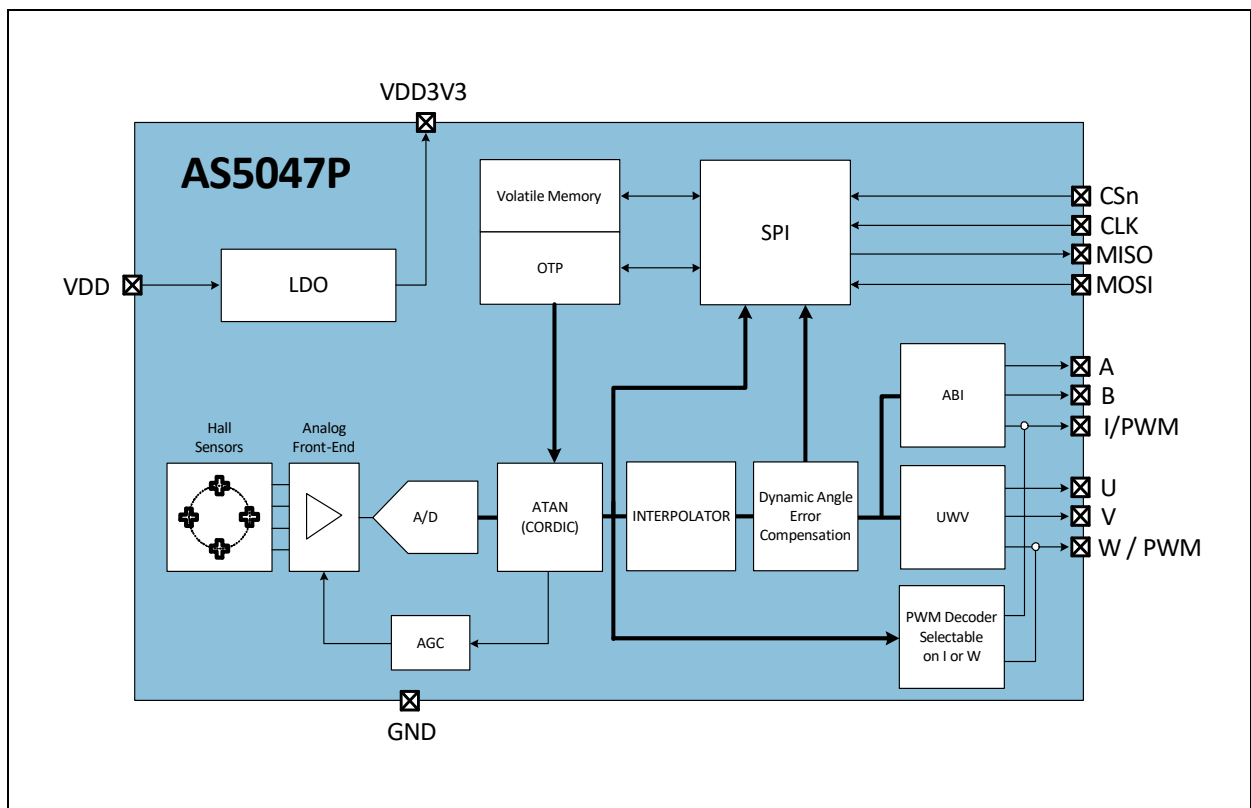 VDD3V3
AS5047P
Volatile Memory
OTP
SPI
CSn
CLK
MISO
MOSI
VDD
LDO
A
B
I/PWM
ABI
Hall
Sensors
Analog
Front-End
A/D
ATAN
(CORDIC)
INTERPOLATOR
Dynamic Angle
Error
Compensation
UWV
U
V
W / PWM
AGC
PWM Decoder
Selectable
on I or W
GND